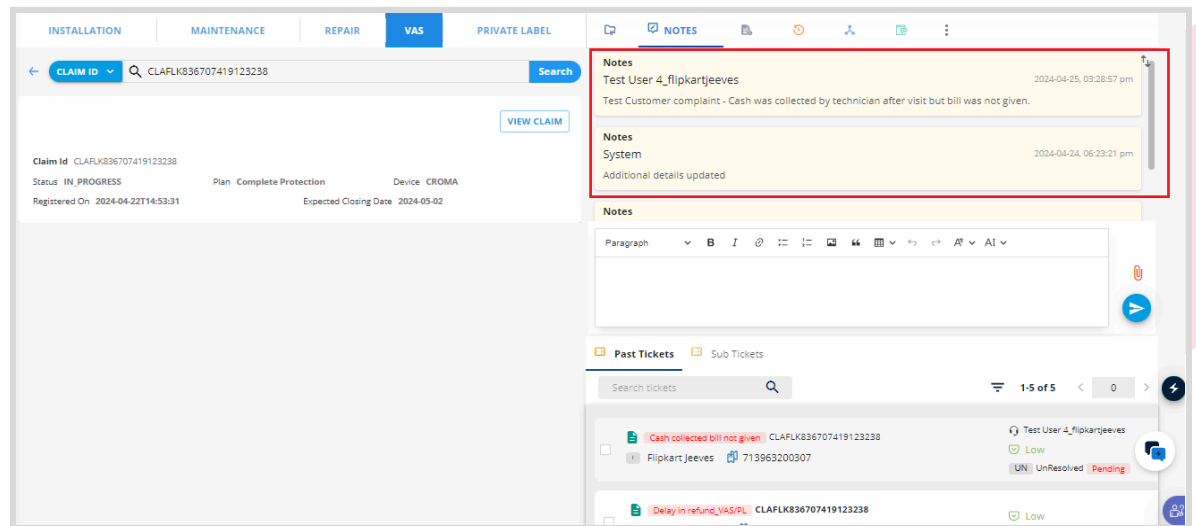 INSTALLATION
MAINTENANCE
REPAIR
VAS
PRIVATE LABEL
CLAIM ID
CLAFLK836707419123238
Search
VIEW CLAIM
Claim Id CLAFLK836707419123238
Status IN_PROGRESS Plan Complete Protection Device CROMA
Registered On 2024-04-22T14:53:31 Expected Closing Date 2024-05-02
NOTES
Notes
Test User 4_flipkartjeeves 2024-04-25, 03:28:57 pm
Test Customer complaint - Cash was collected by technician after visit but bill was not given.
Notes
System 2024-04-24, 06:23:21 pm
Additional details updated
Notes
Paragraph B I AI
Past Tickets Sub Tickets
Search tickets 1-5 of 5 < 0 >
Cash collected bill not given CLAFLK836707419123238 Test User 4_flipkartjeeves
Low
Flipkart Jeeves 713963200307
UN UnResolved Pending
Delay in refund_VAS/PL CLAFLK836707419123238
Low